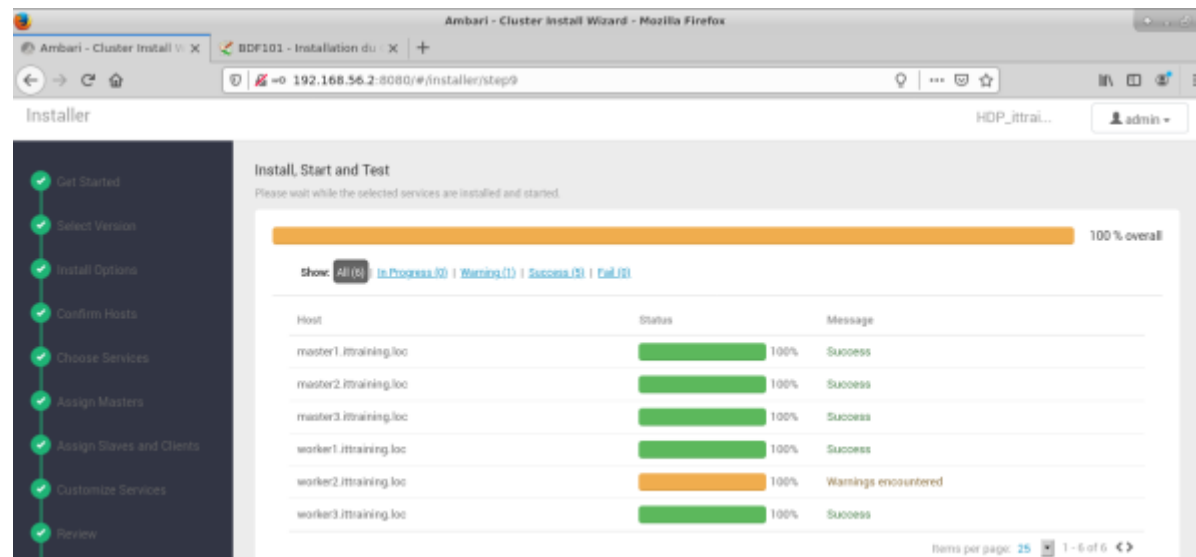 Ambari - Cluster Install Wizard - Mozilla Firefox
Ambari - Cluster Install W
BDF101 - Installation du
192.168.56.2:8080/#/installer/step9
Installer
HDP_ittrai...
admin
Get Started
Select Version
Install Options
Confirm Hosts
Choose Services
Assign Masters
Assign Slaves and Clients
Customize Services
Review
Install, Start and Test
Please wait while the selected services are installed and started.
100 % overall
Show: All (6) | In Progress (0) | Warning (1) | Success (5) | Fail (0)
Host Status Message
master1.ittraining.loc 100% Success
master2.ittraining.loc 100% Success
master3.ittraining.loc 100% Success
worker1.ittraining.loc 100% Success
worker2.ittraining.loc 100% Warnings encountered
worker3.ittraining.loc 100% Success
Items per page: 25 1 - 6 of 6